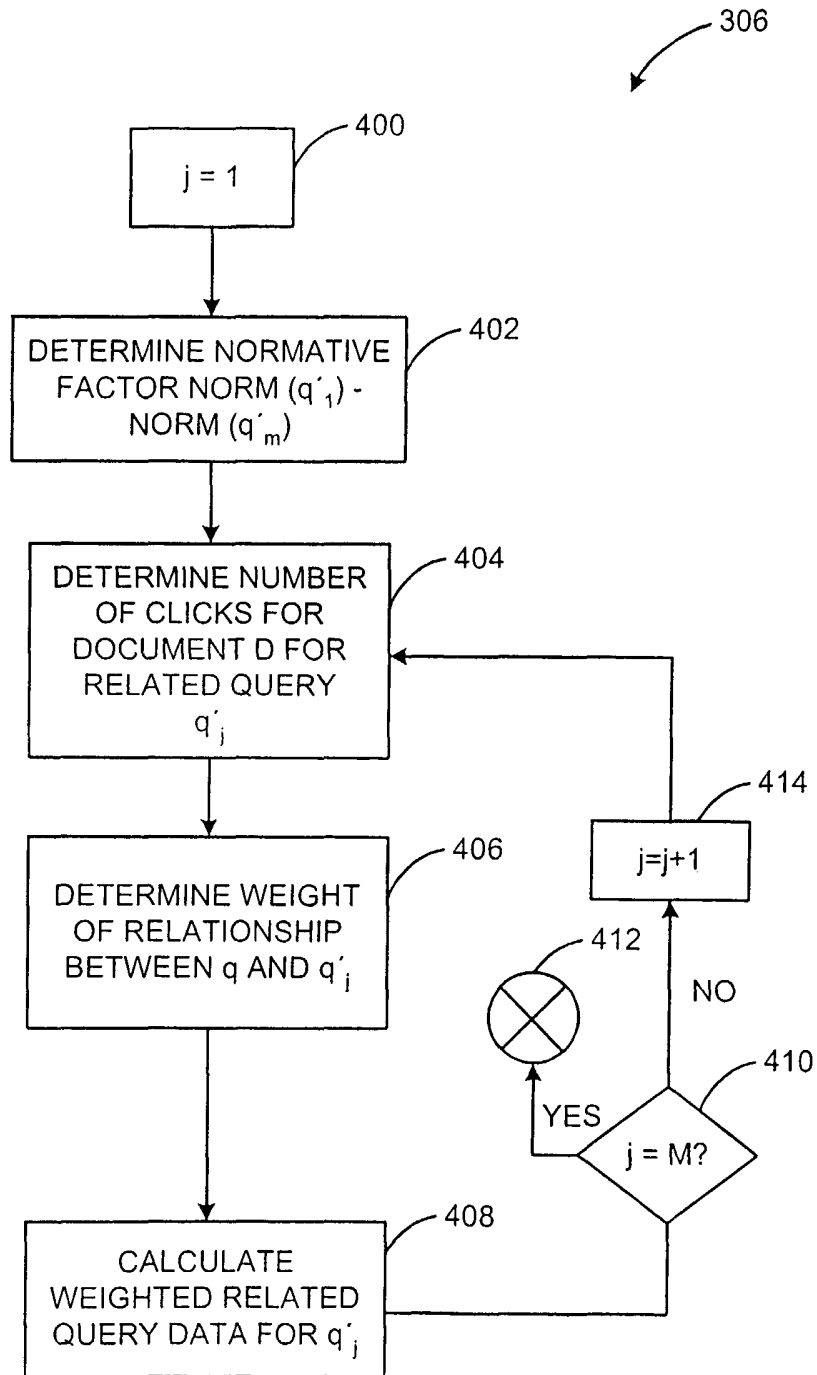 306
400
j = 1
402
DETERMINE NORMATIVE
FACTOR NORM (q´₁) -
NORM (q´ₘ)
404
DETERMINE NUMBER
OF CLICKS FOR
DOCUMENT D FOR
RELATED QUERY
q´ⱼ
414
j=j+1
406
DETERMINE WEIGHT
OF RELATIONSHIP
BETWEEN q AND q´ⱼ
412
NO
410
YES
j = M?
408
CALCULATE
WEIGHTED RELATED
QUERY DATA FOR q´ⱼ